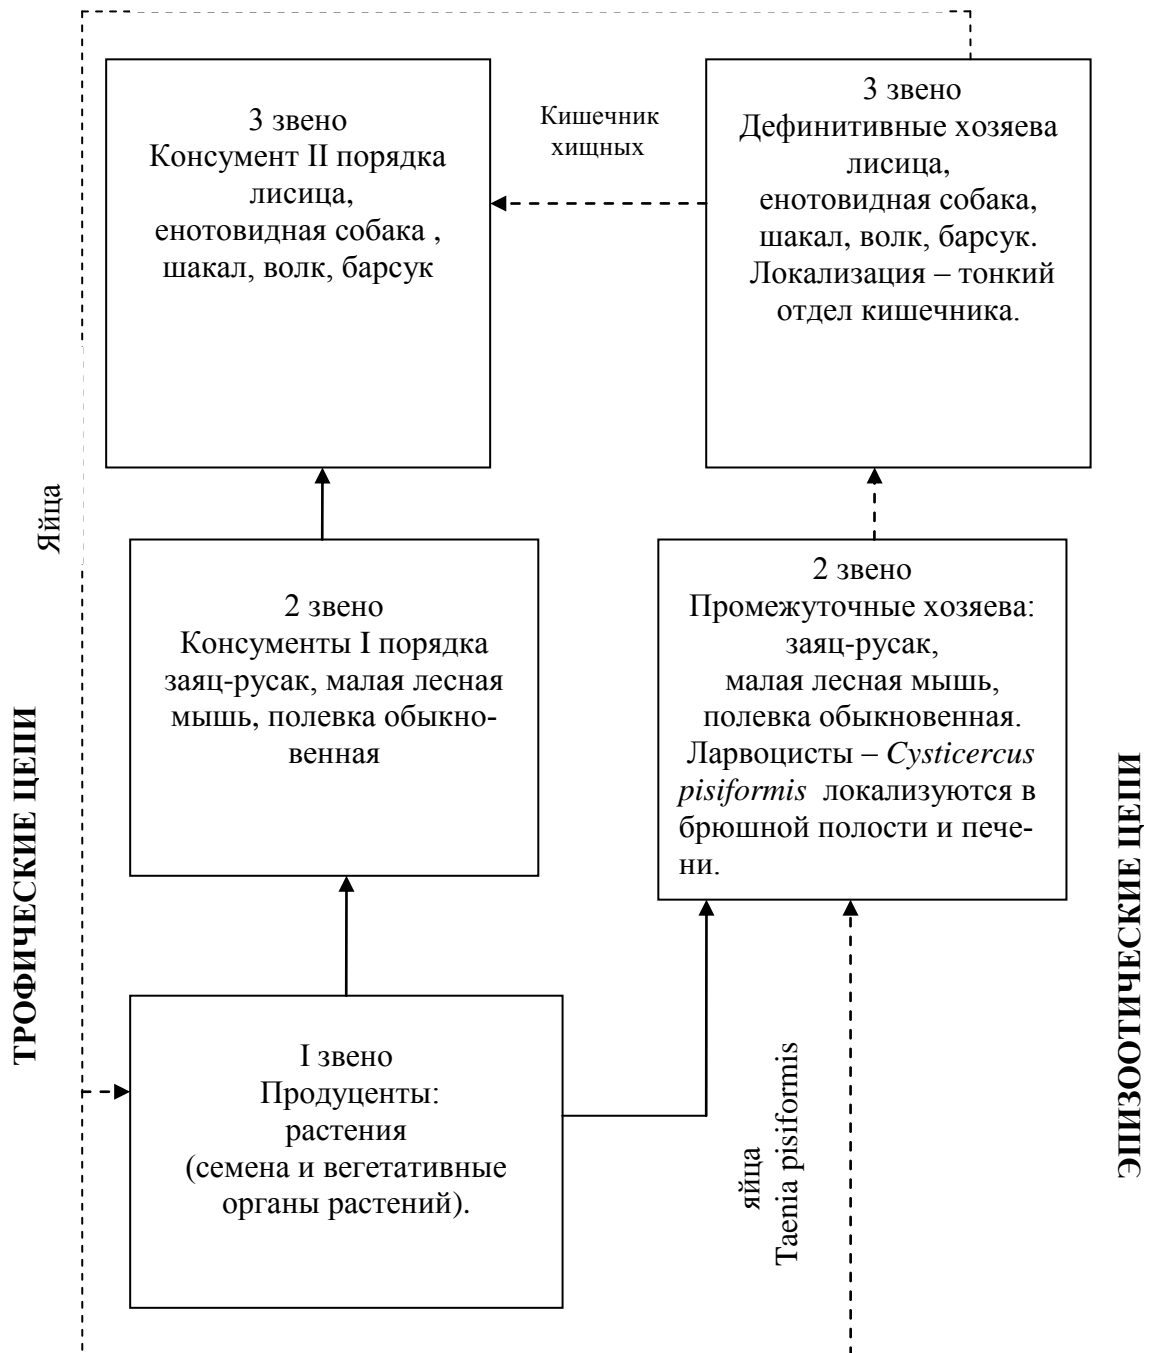 3 звено
Консумент II порядка
лисица,
енотовидная собака ,
шакал, волк, барсук
Кишечник
хищных
3 звено
Дефинитивные хозяева
лисица,
енотовидная собака,
шакал, волк, барсук.
Локализация – тонкий
отдел кишечника.
Яйца
2 звено
Консументы I порядка
заяц-русак, малая лесная
мышь, полевка обыкно-
венная
2 звено
Промежуточные хозяева:
заяц-русак,
малая лесная мышь,
полевка обыкновенная.
Ларвоцисты – Cysticercus
pisiformis локализуются в
брюшной полости и пече-
ни.
ТРОФИЧЕСКИЕ ЦЕПИ
ЭПИЗООТИЧЕСКИЕ ЦЕПИ
I звено
Продуценты:
растения
(семена и вегетативные
органы растений).
яйца
Taenia pisiformis